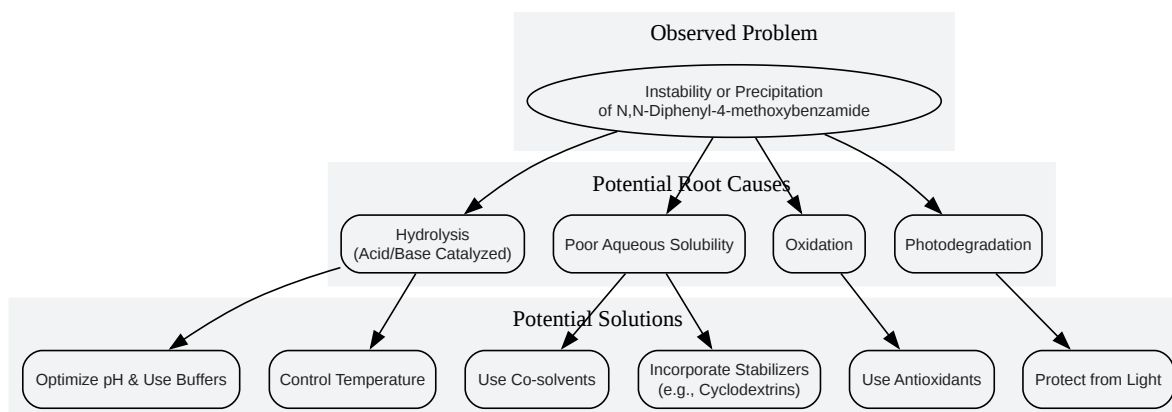 Observed Problem
Instability or Precipitation
of N,N-Diphenyl-4-methoxybenzamide
Potential Root Causes
Hydrolysis
(Acid/Base Catalyzed)
Poor Aqueous Solubility
Oxidation
Photodegradation
Potential Solutions
Optimize pH & Use Buffers
Control Temperature
Use Co-solvents
Incorporate Stabilizers
(e.g., Cyclodextrins)
Use Antioxidants
Protect from Light